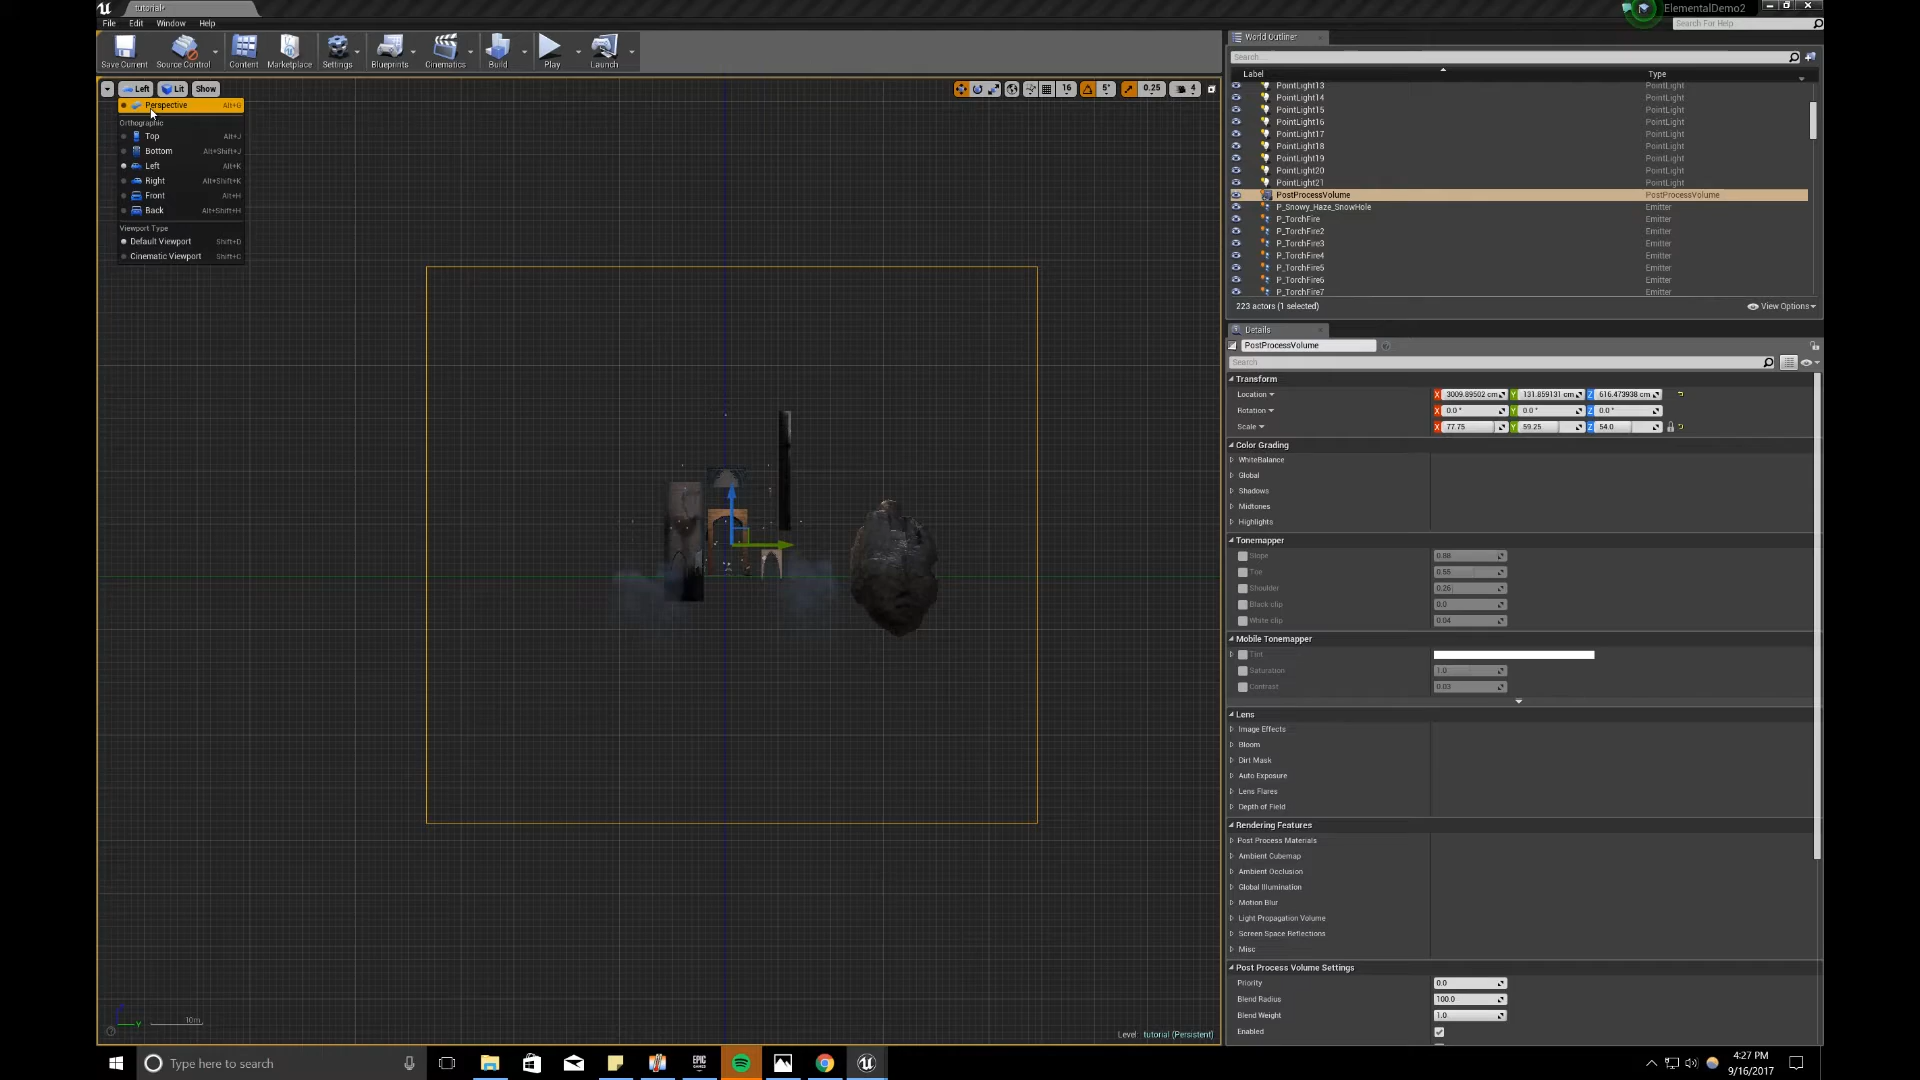 tutorial*
ElementalDemo2
File Edit Window Help
Search For Help
Save Current Source Control Content Marketplace Settings Blueprints Cinematics Build Play Launch
World Outliner
Search...
Label Type
Left Lit Show
16 5° 0.25 4
Perspective Alt+G
Orthographic
Top Alt+J
Bottom Alt+Shift+J
Left Alt+K
Right Alt+Shift+K
Front Alt+H
Back Alt+Shift+H
Viewport Type
Default Viewport Shift+D
Cinematic Viewport Shift+C
PointLight13 PointLight
PointLight14 PointLight
PointLight15 PointLight
PointLight16 PointLight
PointLight17 PointLight
PointLight18 PointLight
PointLight19 PointLight
PointLight20 PointLight
PointLight21 PointLight
PostProcessVolume PostProcessVolume
P_Snowy_Haze_SnowHole Emitter
P_TorchFire Emitter
P_TorchFire2 Emitter
P_TorchFire3 Emitter
P_TorchFire4 Emitter
P_TorchFire5 Emitter
P_TorchFire6 Emitter
P_TorchFire7 Emitter
223 actors (1 selected) View Options
Details
PostProcessVolume
Search
Transform
Location X 3009.89502 cm Y 131.859131 cm Z 616.473938 cm
Rotation X 0.0 ° Y 0.0 ° Z 0.0 °
Scale X 77.75 Y 59.25 Z 54.0
Color Grading
WhiteBalance
Global
Shadows
Midtones
Highlights
Tonemapper
Slope 0.88
Toe 0.55
Shoulder 0.26
Black clip 0.0
White clip 0.04
Mobile Tonemapper
Tint
Saturation 1.0
Contrast 0.03
Lens
Image Effects
Bloom
Dirt Mask
Auto Exposure
Lens Flares
Depth of Field
Rendering Features
Post Process Materials
Ambient Cubemap
Ambient Occlusion
Global Illumination
Motion Blur
Light Propagation Volume
Screen Space Reflections
Misc
Post Process Volume Settings
Priority 0.0
Blend Radius 100.0
Blend Weight 1.0
Enabled
Y
10m
Level: tutorial (Persistent)
Type here to search
EPIC GAMES
4:27 PM
9/16/2017